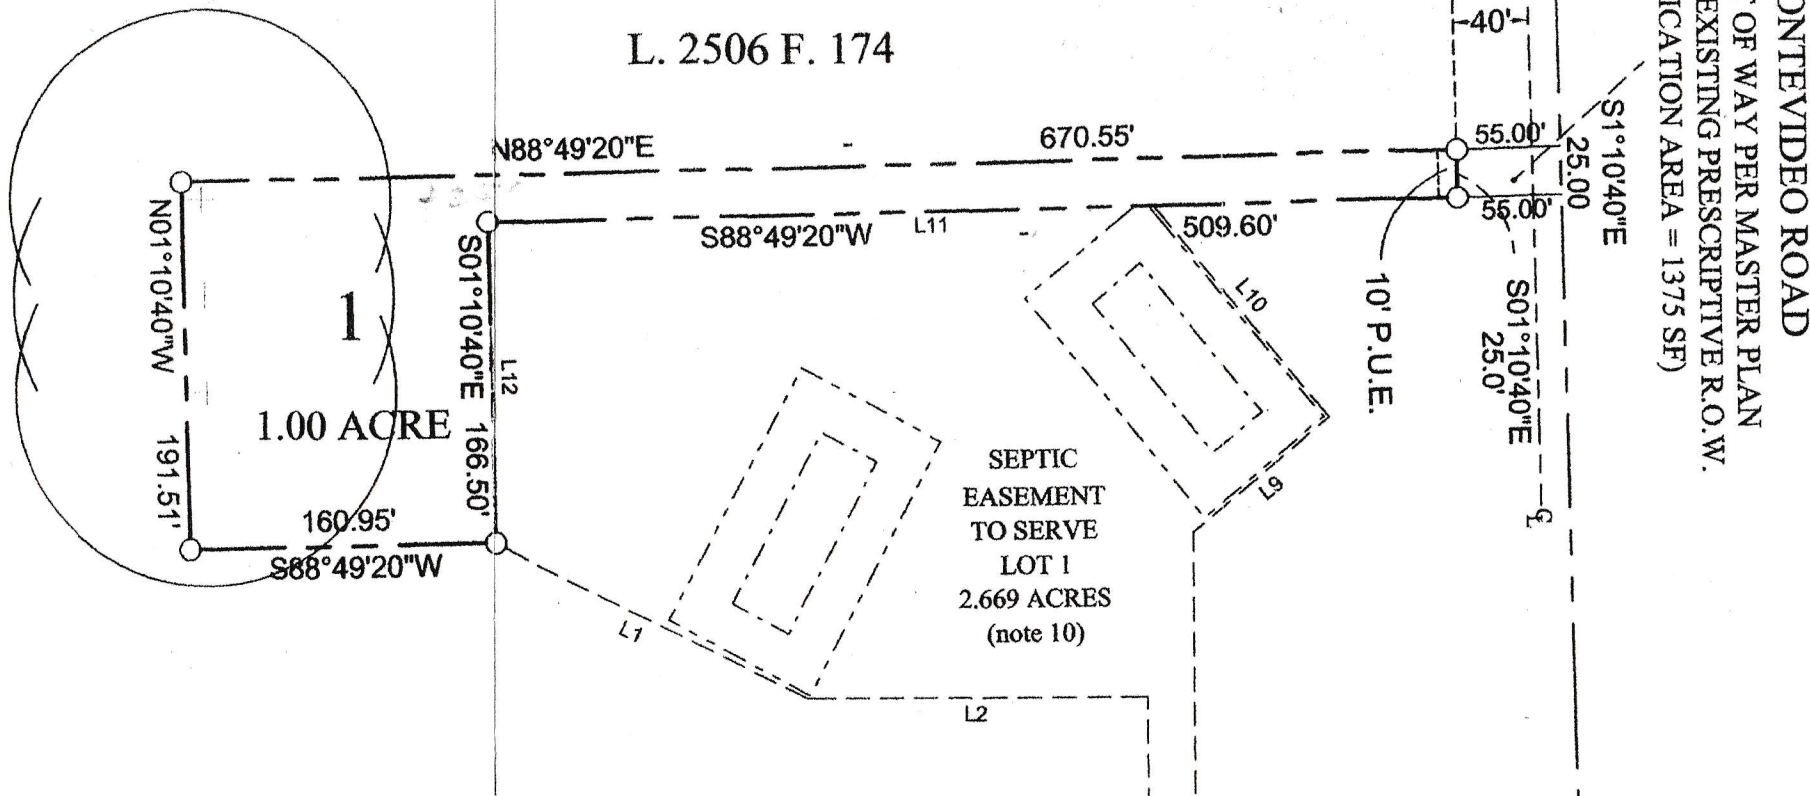 L. 2506 F. 174
N88°49'20"E
670.55'
S88°49'20"W
L11
509.60'
N01°10'40"W
191.51'
1
1.00 ACRE
S01°10'40"E
166.50'
L12
160.95'
S88°49'20"W
L1
L2
SEPTIC
EASEMENT
TO SERVE
LOT 1
2.669 ACRES
(note 10)
L10
L9
10' P.U.E.
40'
55.00'
55.00'
25.00
S1°10'40"E
S01°10'40"E
25.0'
CL
ONTEVIDEO ROAD
OF WAY PER MASTER PLAN
EXISTING PRESCRIPTIVE R.O.W.
ICATION AREA = 1375 SF)